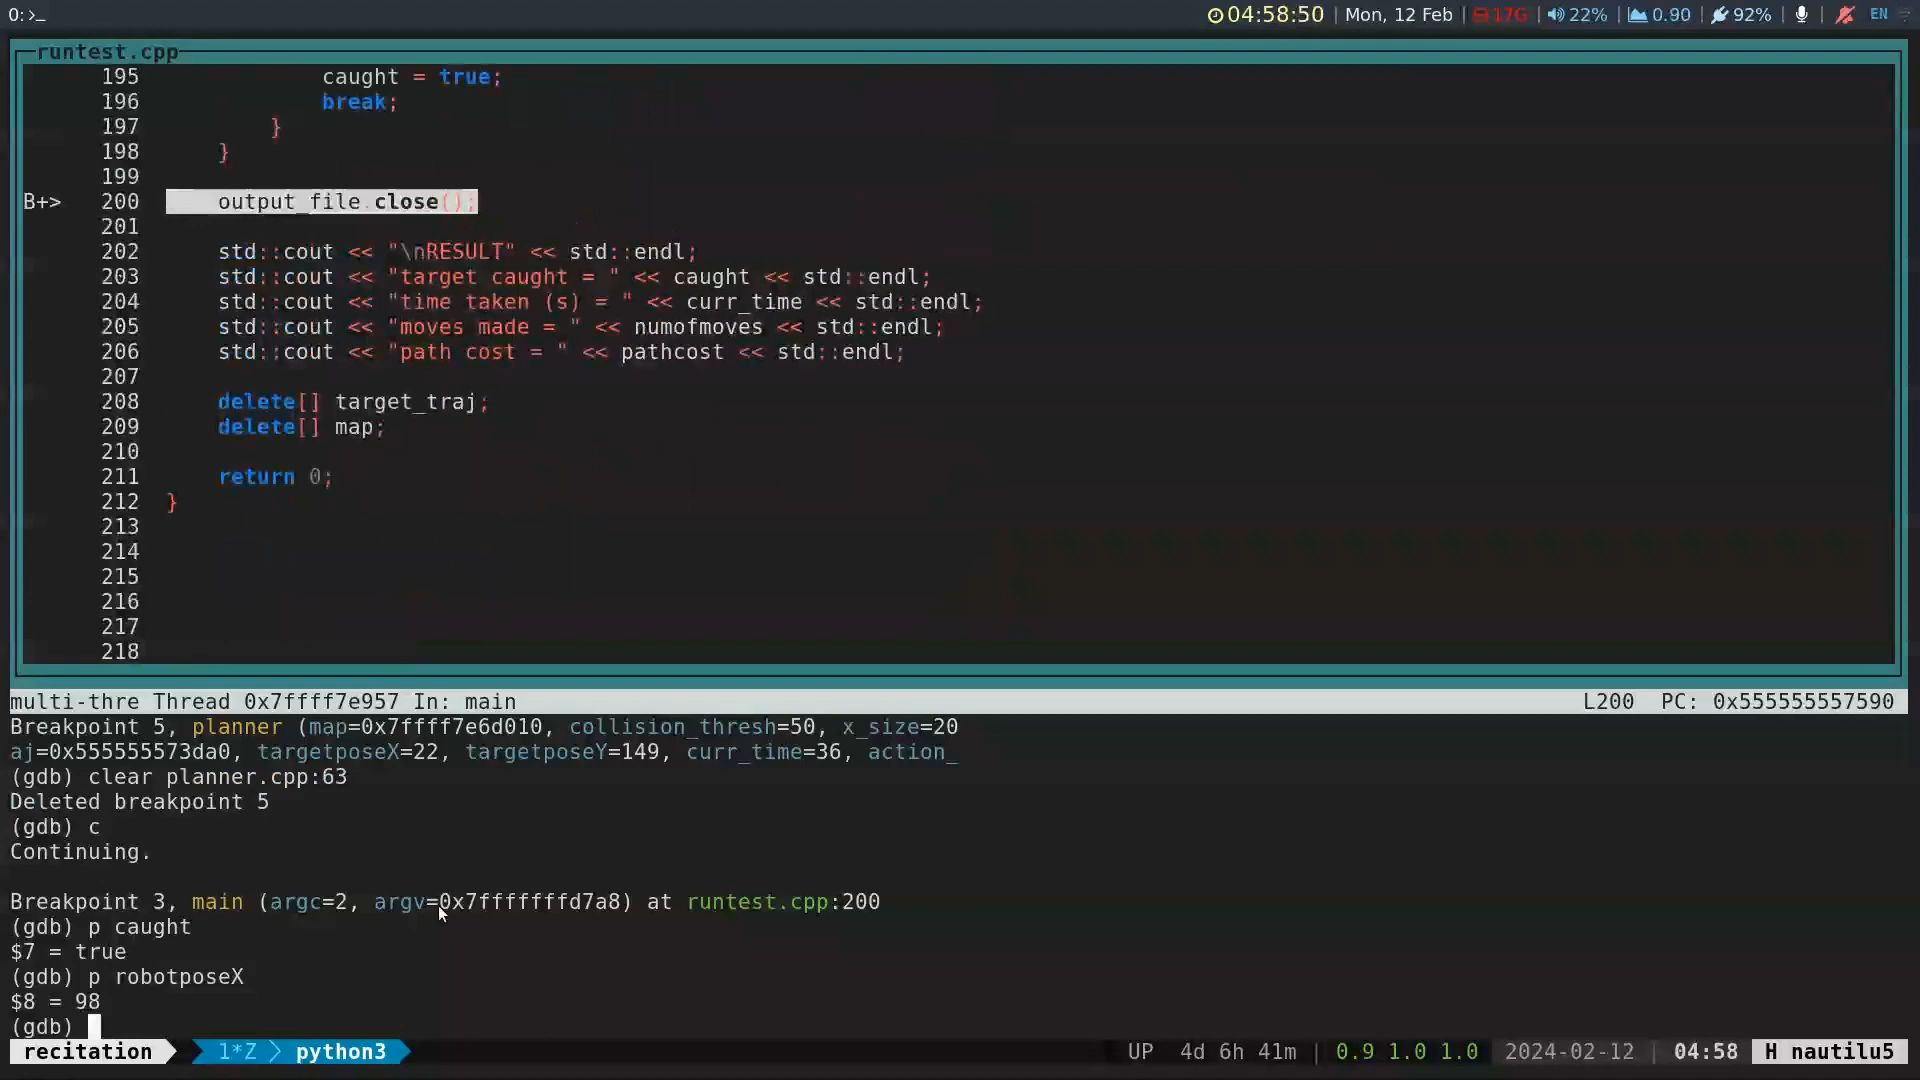 0:>_ 04:58:50 | Mon, 12 Feb | 17G | 22% | 0.90 | 92% | | | EN
runtest.cpp
195 caught = true;
196 break;
197 }
198 }
199
B+> 200 output_file.close();
201
202 std::cout << "\nRESULT" << std::endl;
203 std::cout << "target caught = " << caught << std::endl;
204 std::cout << "time taken (s) = " << curr_time << std::endl;
205 std::cout << "moves made = " << numofmoves << std::endl;
206 std::cout << "path cost = " << pathcost << std::endl;
207
208 delete[] target_traj;
209 delete[] map;
210
211 return 0;
212 }
213
214
215
216
217
218
multi-thre Thread 0x7ffff7e957 In: main L200 PC: 0x555555557590
Breakpoint 5, planner (map=0x7ffff7e6d010, collision_thresh=50, x_size=20
aj=0x555555573da0, targetposeX=22, targetposeY=149, curr_time=36, action_
(gdb) clear planner.cpp:63
Deleted breakpoint 5
(gdb) c
Continuing.
Breakpoint 3, main (argc=2, argv=0x7fffffffd7a8) at runtest.cpp:200
(gdb) p caught
$7 = true
(gdb) p robotposeX
$8 = 98
(gdb)
recitation 1*Z python3 UP 4d 6h 41m | 0.9 1.0 1.0 2024-02-12 | 04:58 H nautilu5